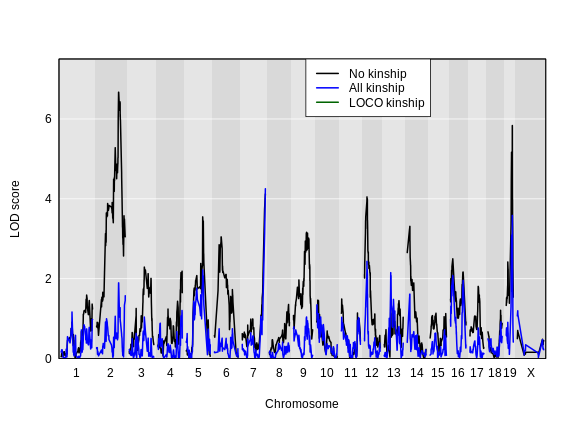 No kinship
All kinship
LOCO kinship
LOD score
6
4
2
0
1 2 3 4 5 6 7 8 9 10 11 12 13 14 15 16 17 18 19 X
Chromosome